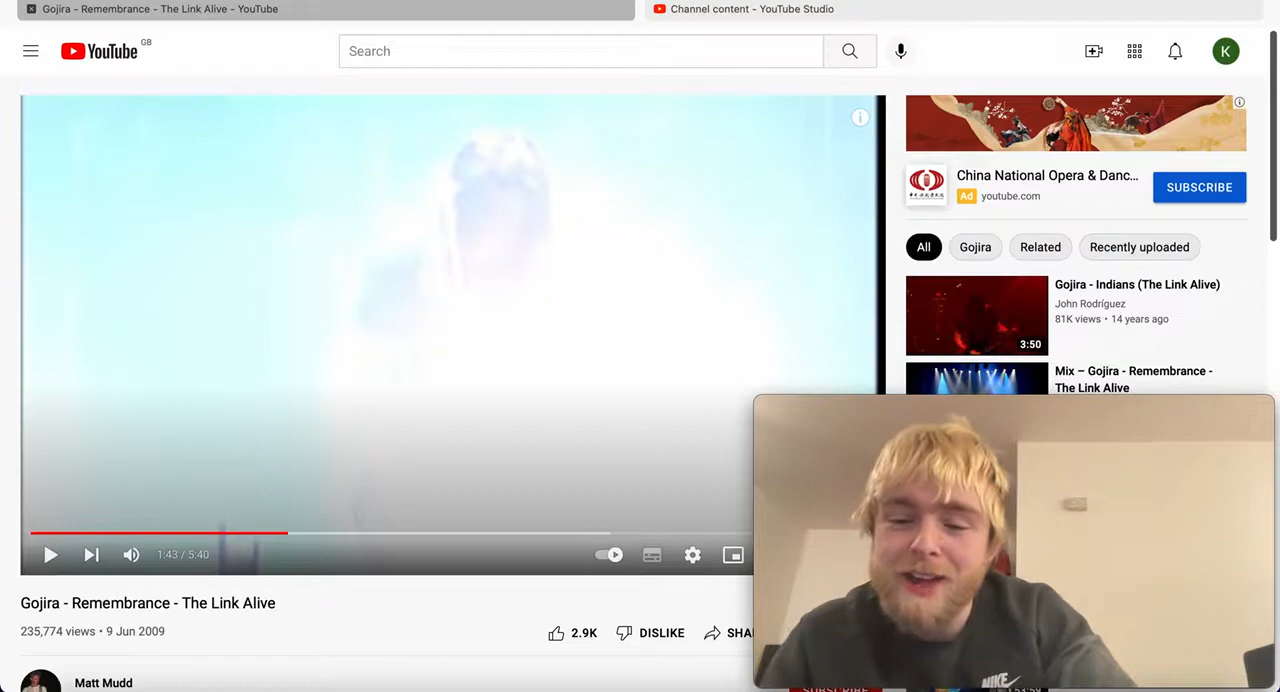 Gojira - Remembrance - The Link Alive - YouTube
Channel content - YouTube Studio
YouTube GB
Search
K
China National Opera & Danc...
Ad youtube.com
SUBSCRIBE
All
Gojira
Related
Recently uploaded
Gojira - Indians (The Link Alive)
John Rodríguez
81K views • 14 years ago
3:50
Mix – Gojira - Remembrance -
The Link Alive
1:43 / 5:40
Gojira - Remembrance - The Link Alive
235,774 views • 9 Jun 2009
2.9K
DISLIKE
SHA
Matt Mudd
NIKE